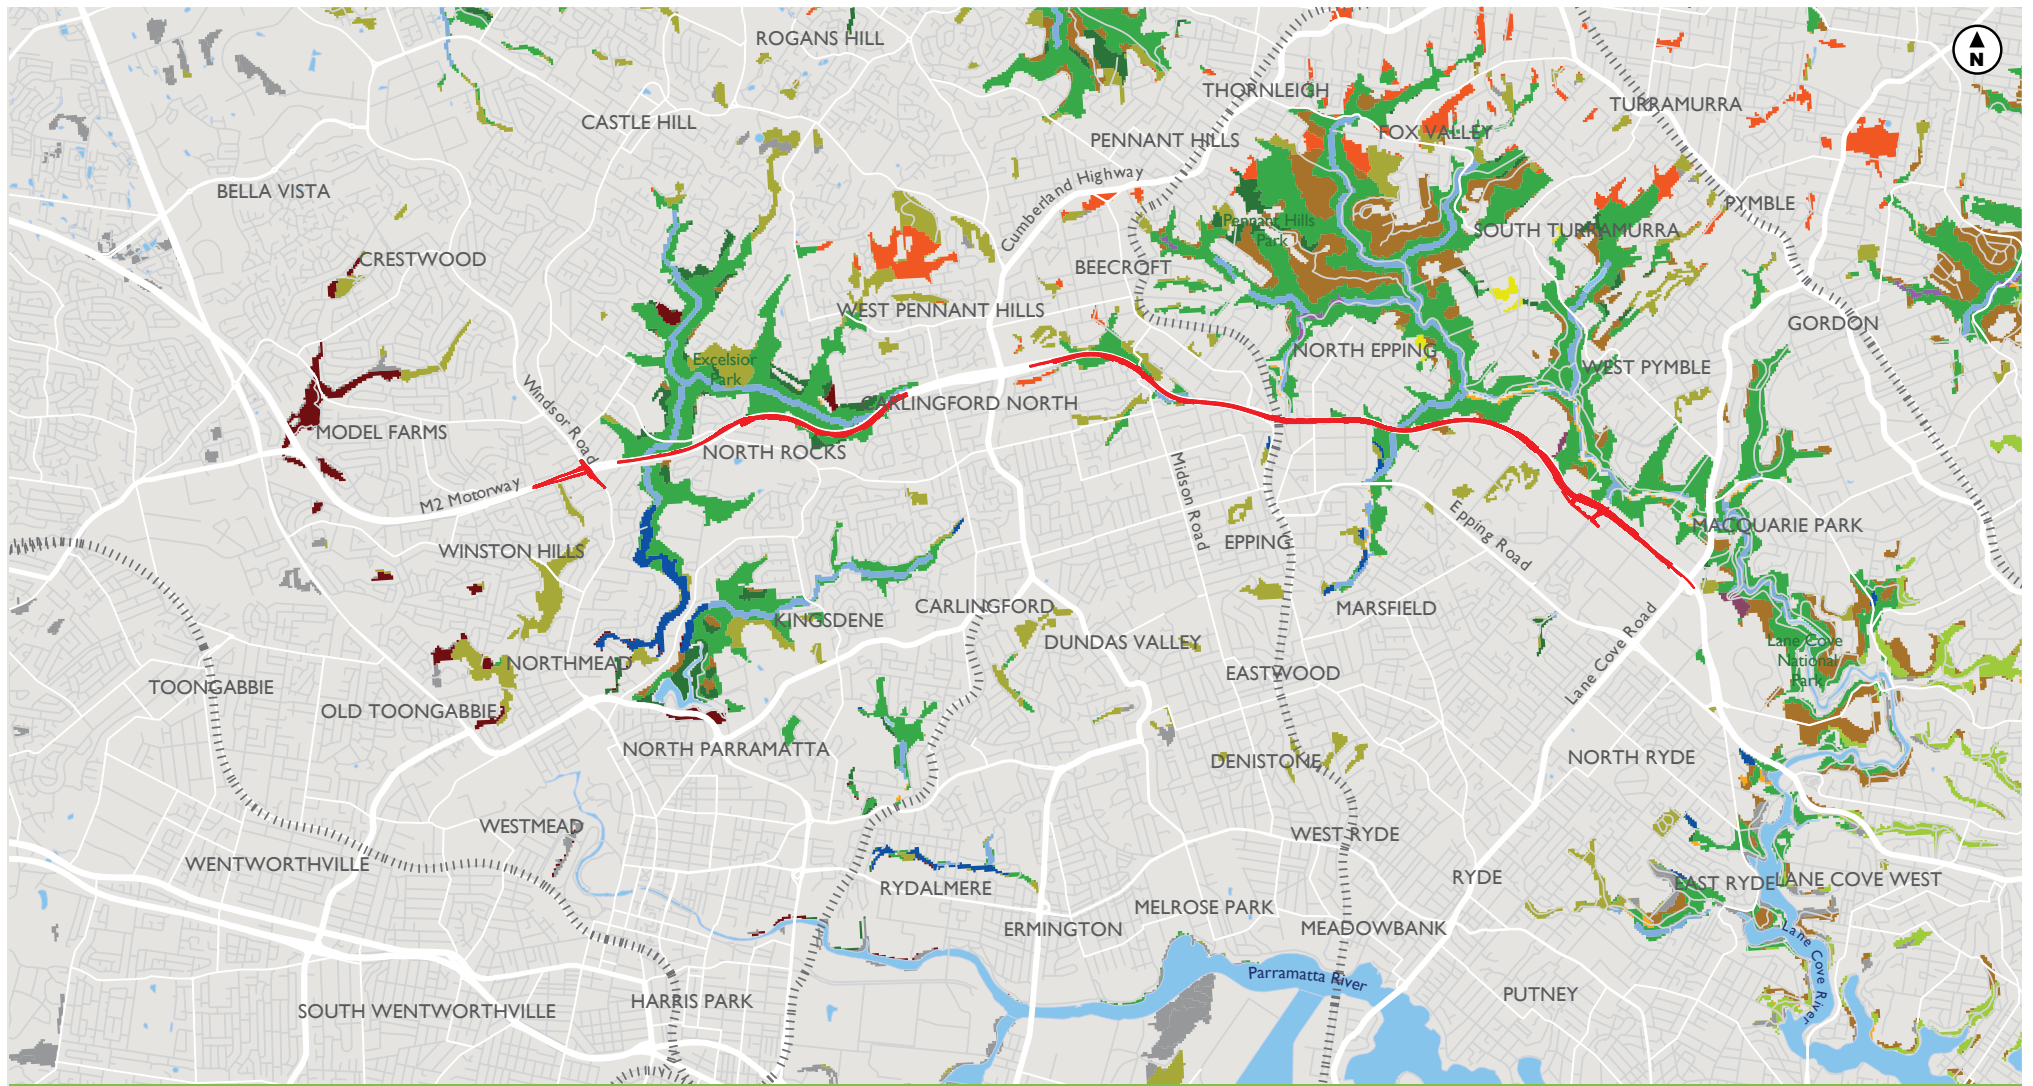 ROGANS HILL
N
THORNLEIGH
TURRAMURRA
CASTLE HILL
FOX VALLEY
PENNANT HILLS
Cumberland Highway
BELLA VISTA
PYMBLE
Pennant Hills
Park
SOUTH TURRAMURRA
CRESTWOOD
BEECROFT
WEST PENNANT HILLS
GORDON
NORTH EPPING
Excelsior
Park
WEST PYMBLE
Windsor Road
CARLINGFORD NORTH
MODEL FARMS
NORTH ROCKS
M2 Motorway
Midson Road
Epping Road
MACQUARIE PARK
WINSTON HILLS
EPPING
CARLINGFORD
MARSFIELD
KINGSDENE
DUNDAS VALLEY
Lane Cove Road
Lane Cove
National
Park
NORTHMEAD
EASTWOOD
TOONGABBIE
OLD TOONGABBIE
NORTH PARRAMATTA
DENISTONE
NORTH RYDE
WESTMEAD
WEST RYDE
WENTWORTHVILLE
RYDALMERE
RYDE
EAST RYDE
LANE COVE WEST
MELROSE PARK
ERMINGTON
MEADOWBANK
Lane Cove River
Parramatta River
PUTNEY
HARRIS PARK
SOUTH WENTWORTHVILLE